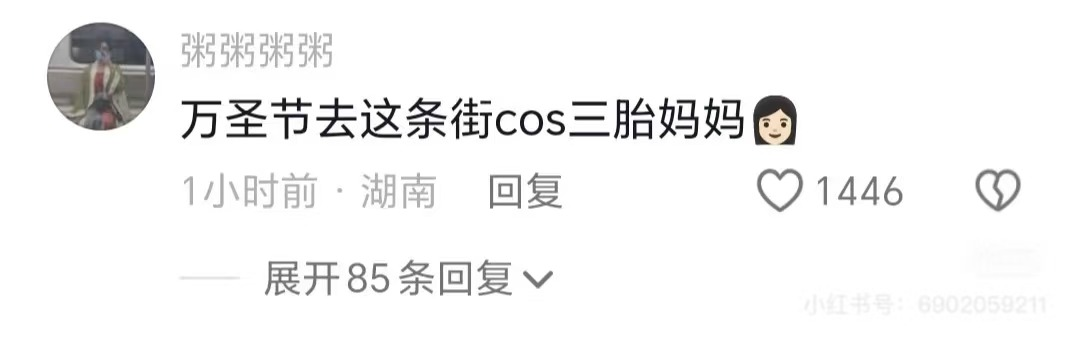 粥粥粥粥
万圣节去这条街cos三胎妈妈👩🏻
1小时前 · 湖南 回复 1446
展开85条回复
小红书号：6902059211